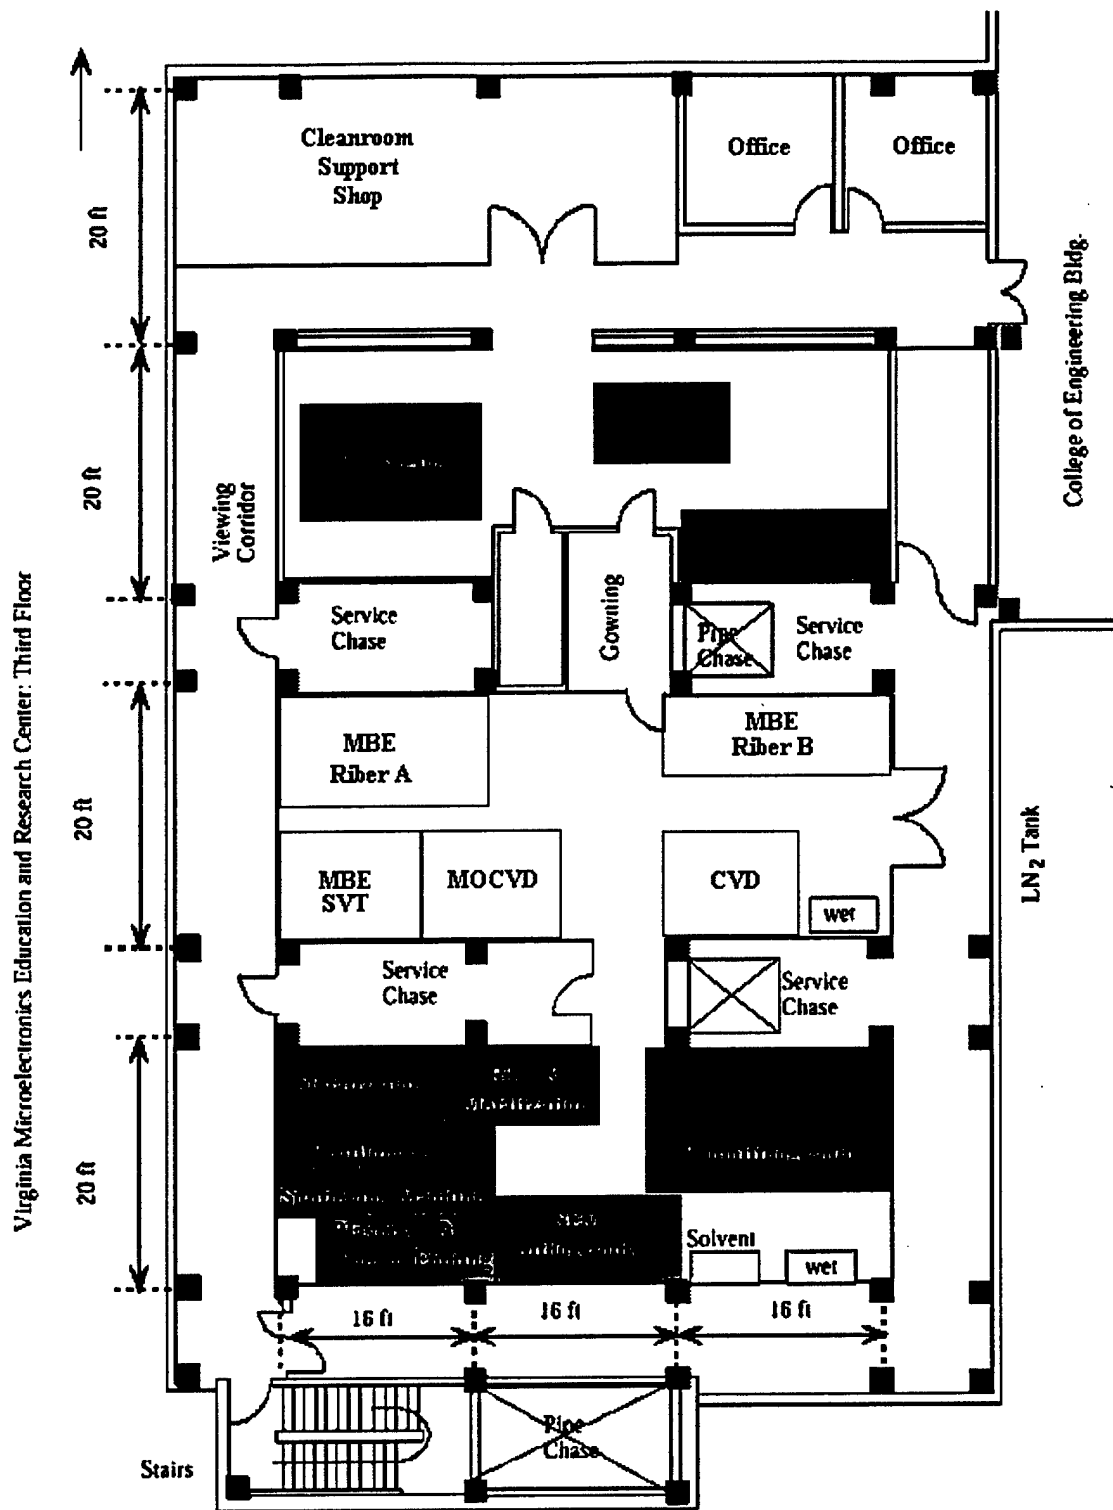 Virginia Microelectronics Education and Research Center: Third Floor
Cleanroom
Support
Shop
Office
Office
20 ft
College of Engineering Bldg.
20 ft
Viewing
Corridor
Service
Chase
Gowning
Pipe
Chase
Service
Chase
MBE
Riber A
MBE
Riber B
20 ft
MBE
SVT
MOCVD
CVD
wet
LN2 Tank
Service
Chase
Service
Chase
20 ft
Solvent
wet
16 ft
16 ft
16 ft
Pipe
Chase
Stairs